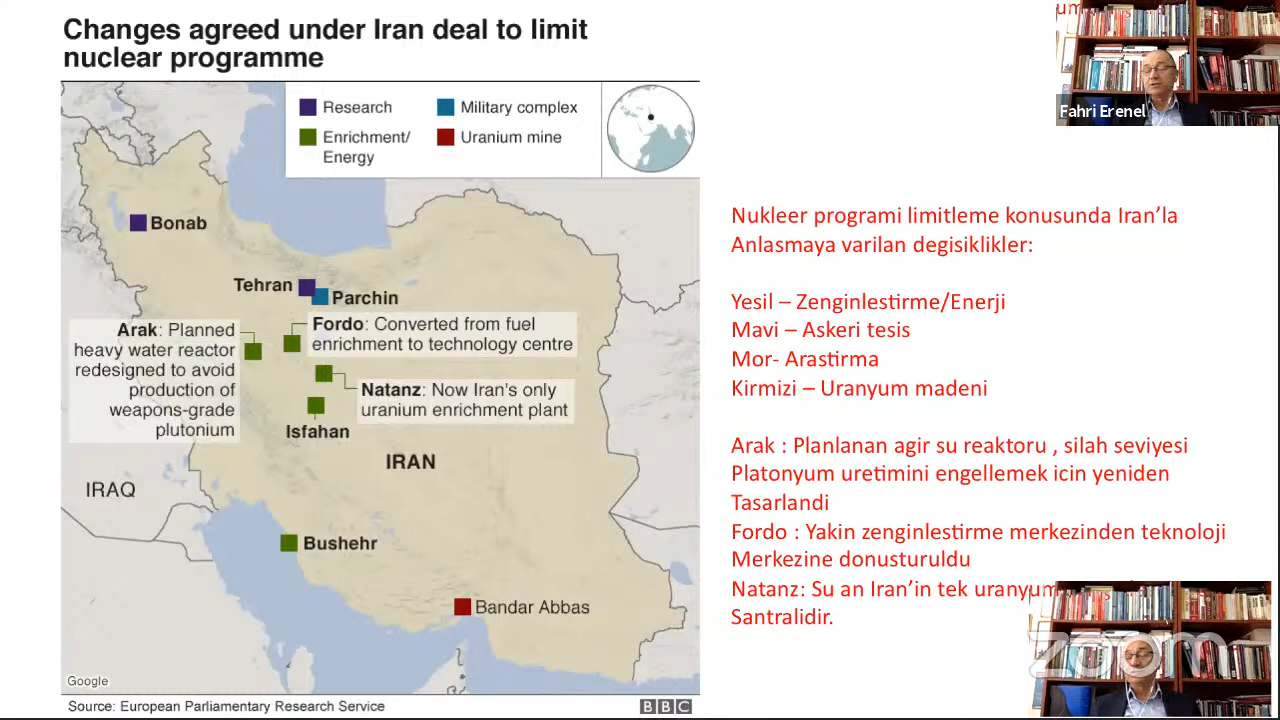 Changes agreed under Iran deal to limit
nuclear programme
Research
Military complex
Enrichment/
Energy
Uranium mine
Bonab
Tehran
Parchin
Arak: Planned
heavy water reactor
redesigned to avoid
production of
weapons-grade
plutonium
Fordo: Converted from fuel
enrichment to technology centre
Natanz: Now Iran's only
uranium enrichment plant
Isfahan
IRAN
IRAQ
Bushehr
Bandar Abbas
Google
Source: European Parliamentary Research Service
BBC
um
Fahri Erenel
Nukleer programi limitleme konusunda Iran’la
Anlasmaya varilan degisiklikler:
Yesil – Zenginlestirme/Enerji
Mavi – Askeri tesis
Mor- Arastirma
Kirmizi – Uranyum madeni
Arak : Planlanan agir su reaktoru , silah seviyesi
Platonyum uretimini engellemek icin yeniden
Tasarlandi
Fordo : Yakin zenginlestirme merkezinden teknoloji
Merkezine donusturuldu
Natanz: Su an Iran’in tek uranyum
Santralidir.
zoom